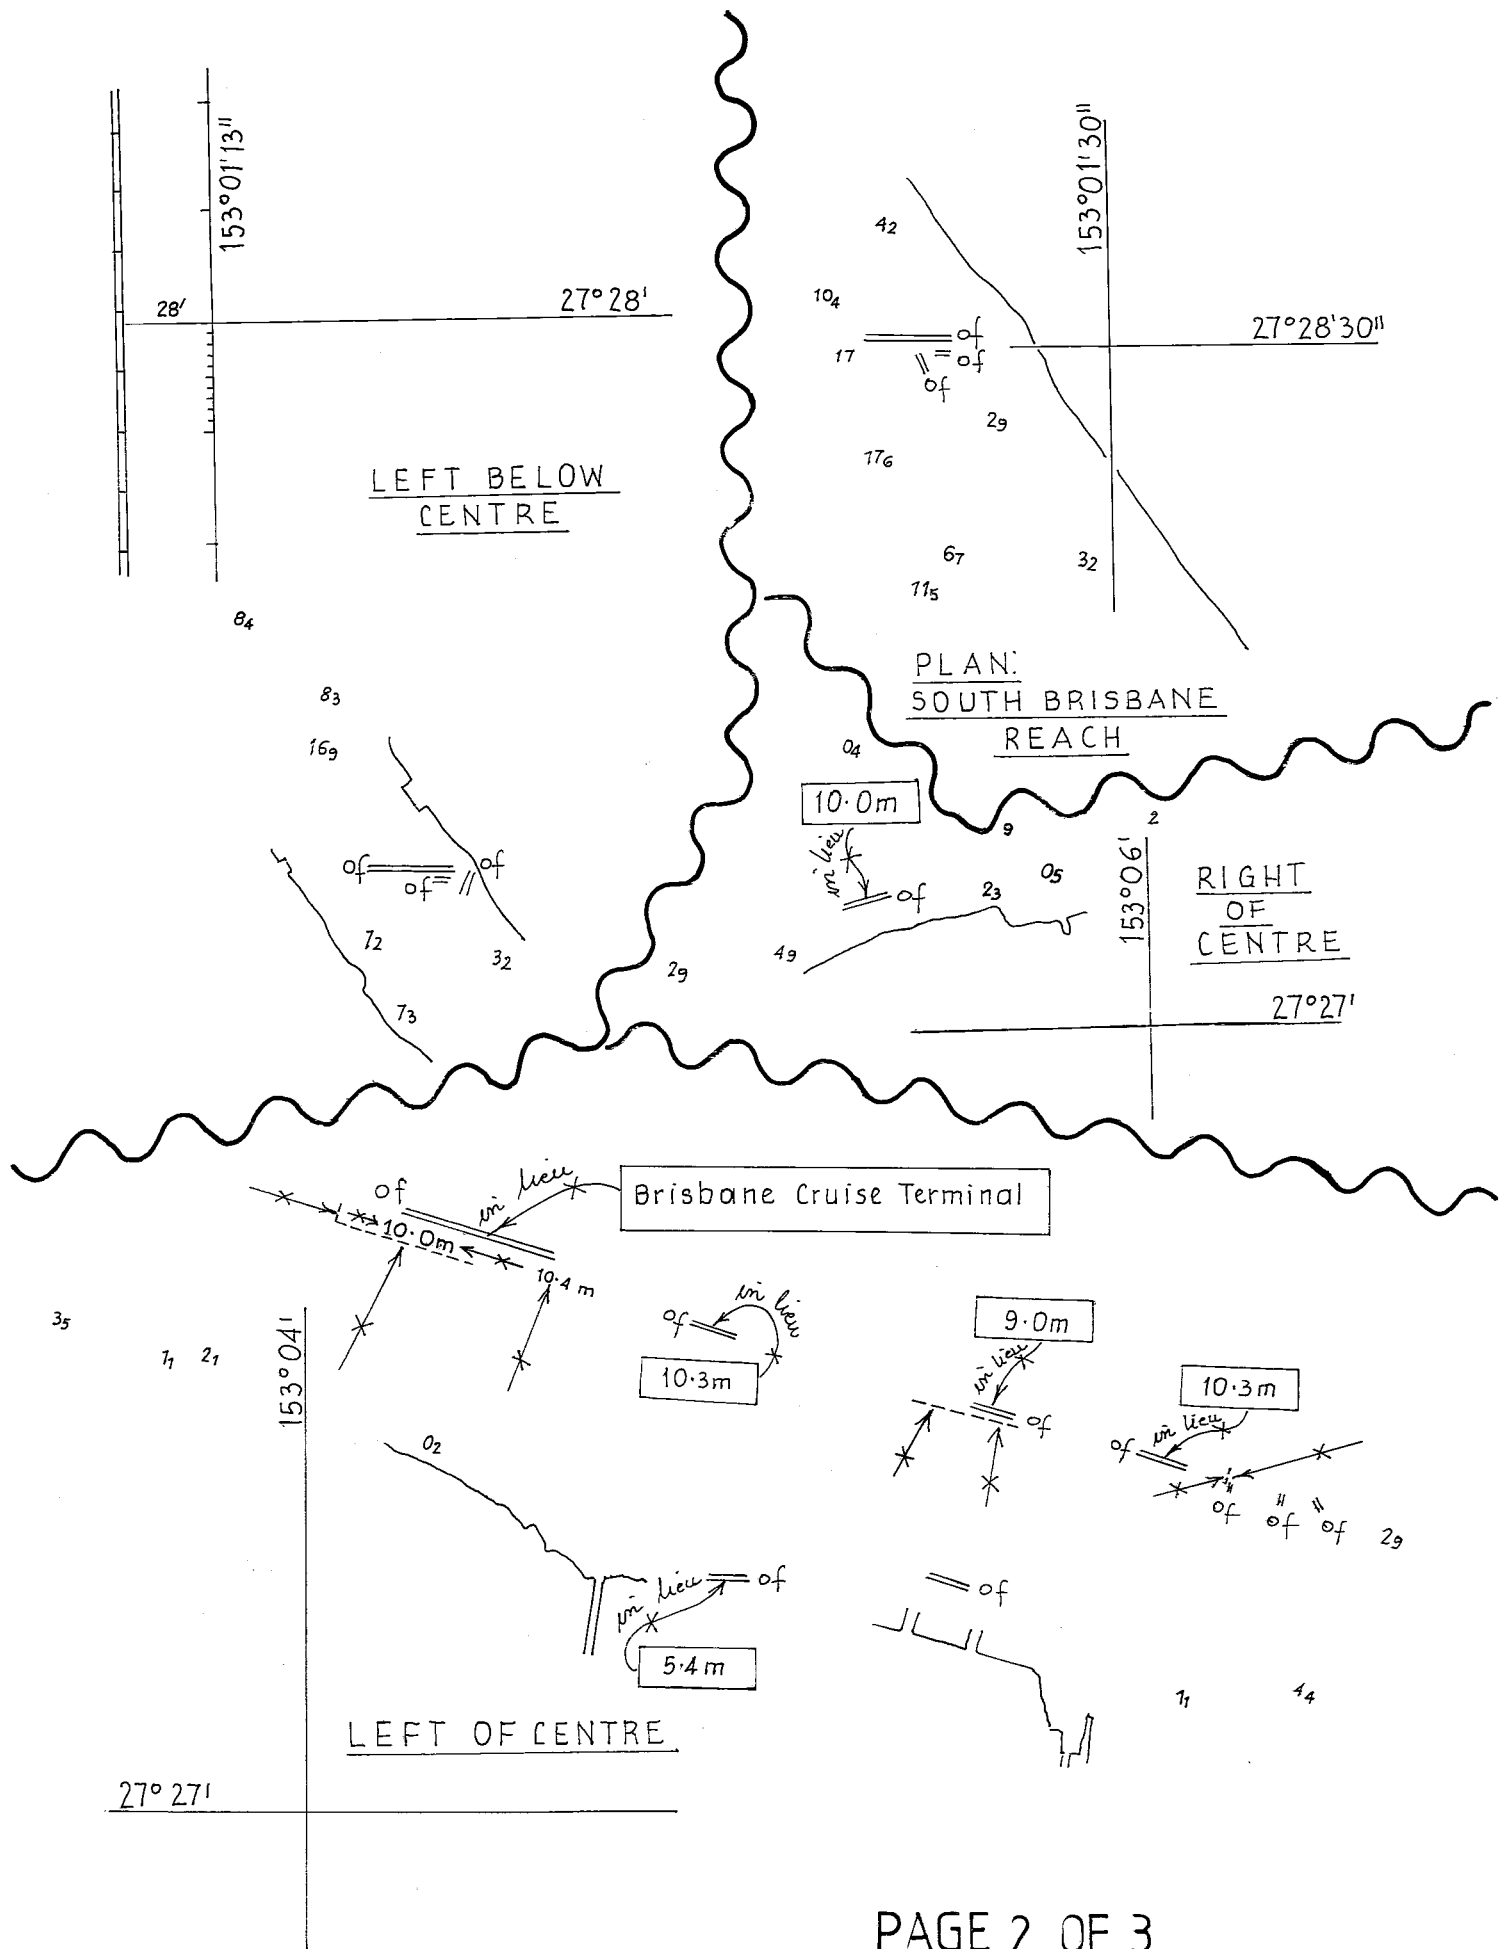 153°01'13"
28'
27°28'
LEFT BELOW
CENTRE
8₄
8₃
16₉
of
of
of
7₂
3₂
7₃
153°01'30"
4₂
10₄
27°28'30"
of
17
of
of
2₉
17₆
6₇
3₂
11₅
PLAN:
SOUTH BRISBANE
REACH
0₄
10.0m
in lieu
9
2
0₅
of
2₃
153°06'
RIGHT
OF
CENTRE
4₉
2₉
27°27'
of
in lieu
Brisbane Cruise Terminal
10.0m
10.4m
3₅
7₁
2₁
153°04'
of
in lieu
10.3m
9.0m
in lieu
of
10.3m
in lieu
of
of
of
of
2₉
0₂
in lieu
of
5.4m
of
7₁
4₄
LEFT OF CENTRE
27°27'
PAGE 2 OF 3